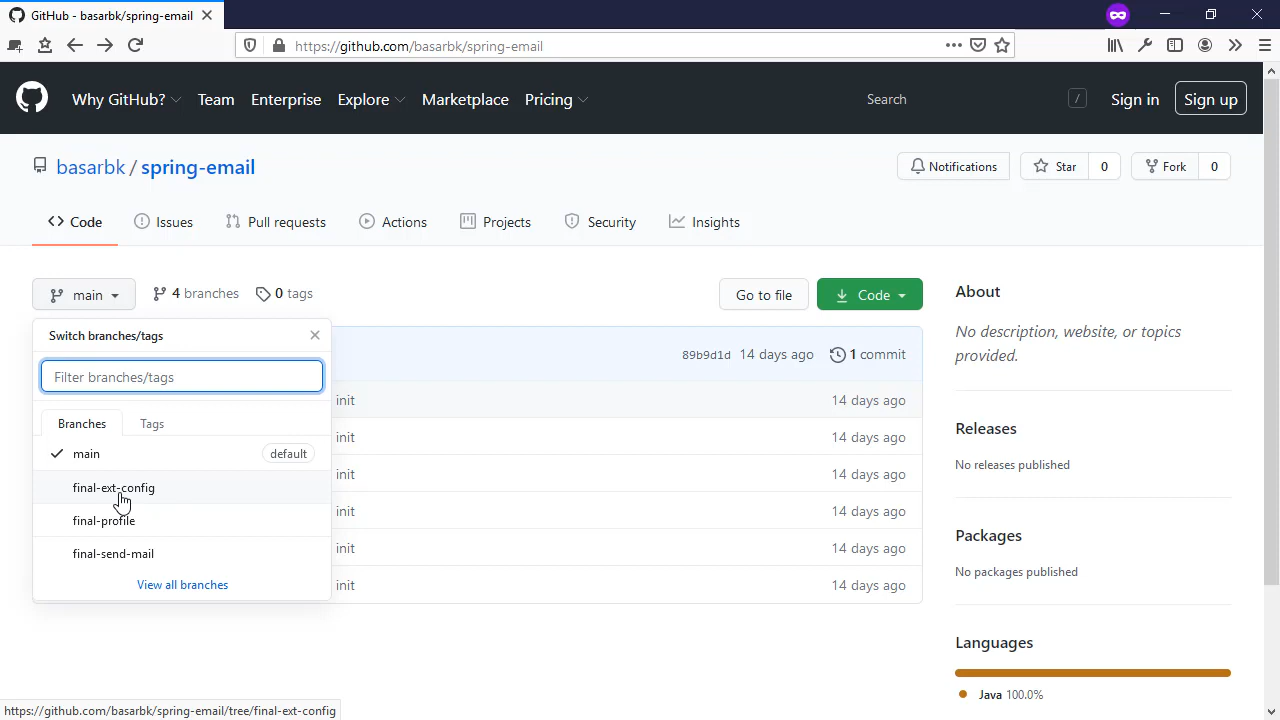 GitHub - basarbk/spring-email
https://github.com/basarbk/spring-email
Why GitHub? Team Enterprise Explore Marketplace Pricing Search / Sign in Sign up
basarbk / spring-email
Notifications Star 0 Fork 0
Code Issues Pull requests Actions Projects Security Insights
main 4 branches 0 tags Go to file Code
Switch branches/tags
Filter branches/tags
Branches Tags
main default
final-ext-config
final-profile
final-send-mail
View all branches
89b9d1d 14 days ago 1 commit
init 14 days ago
init 14 days ago
init 14 days ago
init 14 days ago
init 14 days ago
init 14 days ago
About
No description, website, or topics
provided.
Releases
No releases published
Packages
No packages published
Languages
Java 100.0%
https://github.com/basarbk/spring-email/tree/final-ext-config